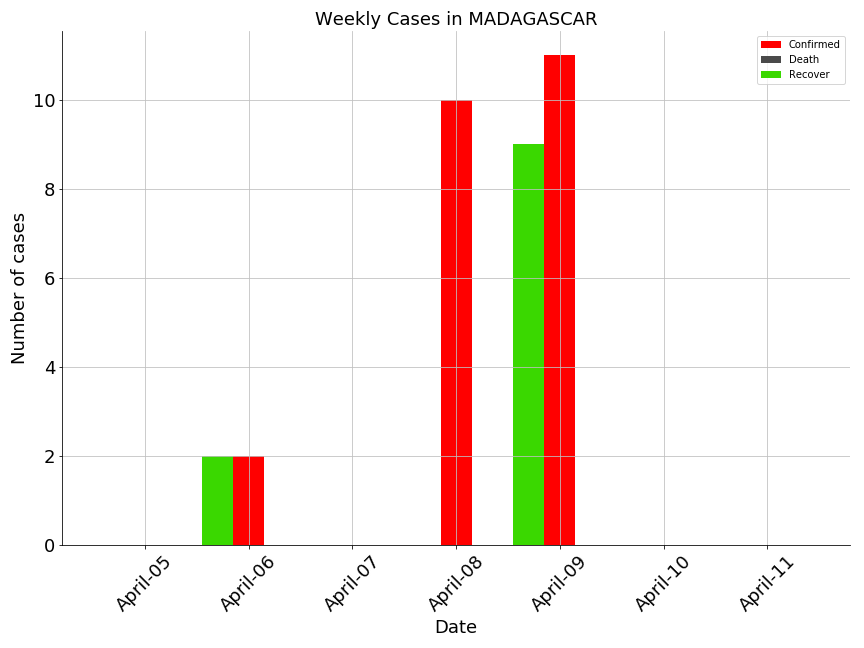 Weekly Cases in MADAGASCAR
Confirmed
Death
Recover
Number of cases
10
8
6
4
2
0
April-05
April-06
April-07
April-08
April-09
April-10
April-11
Date